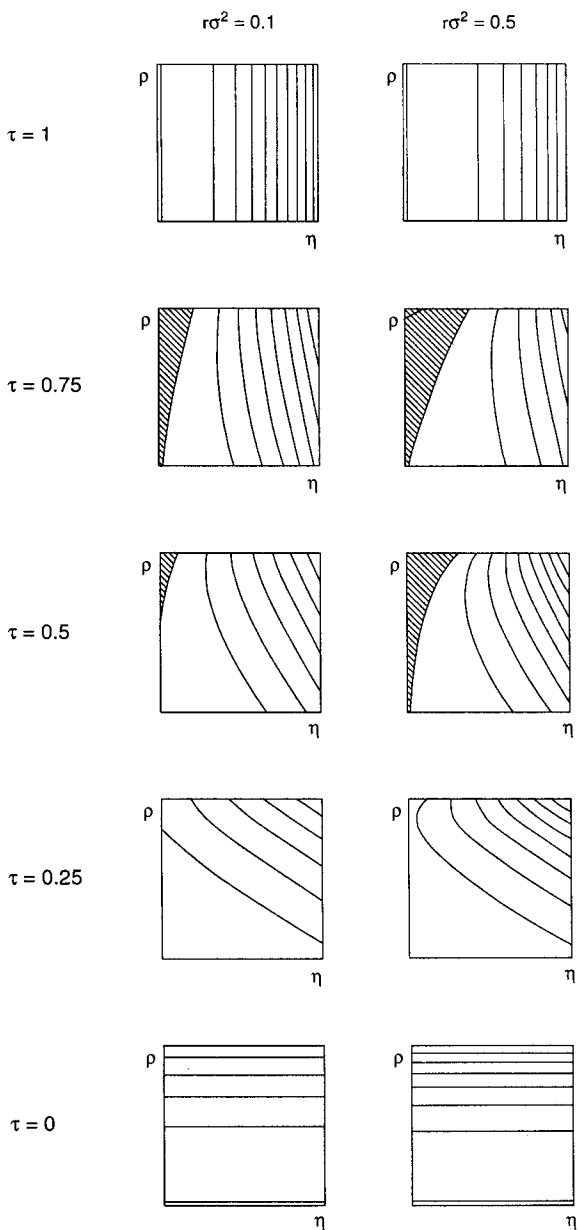 rσ² = 0.1
rσ² = 0.5
τ = 1
ρ
η
ρ
η
τ = 0.75
ρ
η
ρ
η
τ = 0.5
ρ
η
ρ
η
τ = 0.25
ρ
η
ρ
η
τ = 0
ρ
η
ρ
η